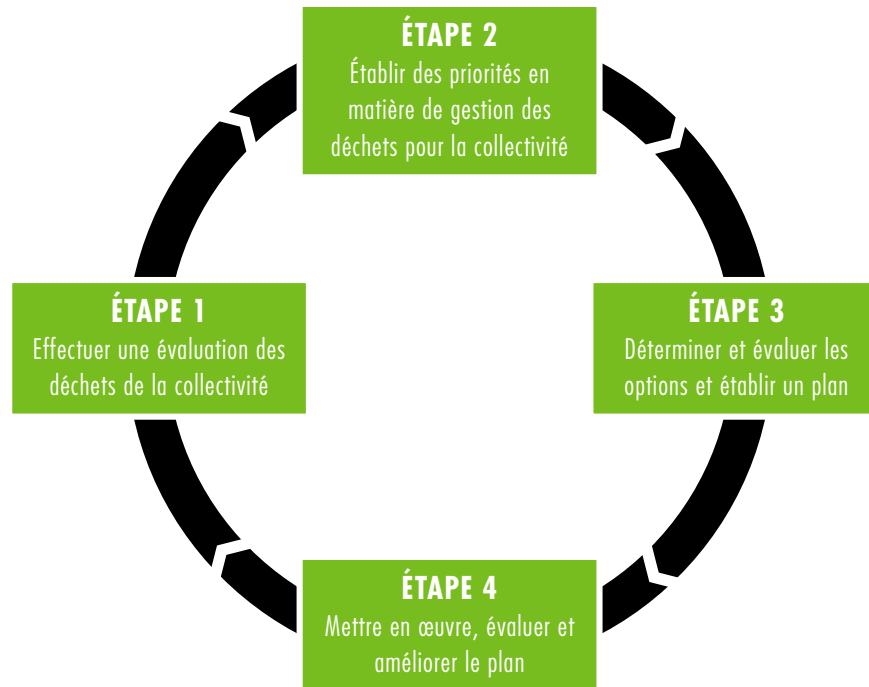 ÉTAPE 2
Établir des priorités en
matière de gestion des
déchets pour la collectivité
ÉTAPE 1
Effectuer une évaluation des
déchets de la collectivité
ÉTAPE 3
Déterminer et évaluer les
options et établir un plan
ÉTAPE 4
Mettre en œuvre, évaluer et
améliorer le plan